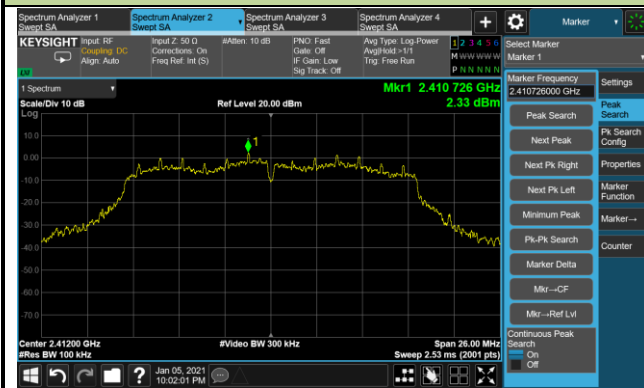 Spectrum Analyzer 1
Swept SA
Spectrum Analyzer 2
Swept SA
Spectrum Analyzer 3
Swept SA
Spectrum Analyzer 4
Swept SA
+
Marker
KEYSIGHT
Input: RF
Coupling: DC
Align: Auto
Input Z: 50 Ω
Corrections: On
Freq Ref: Int (S)
#Atten: 10 dB
PNO: Fast
Gate: Off
IF Gain: Low
Sig Track: Off
Avg Type: Log-Power
Avg|Hold:>1/1
Trig: Free Run
1 2 3 4 5 6
M W W W W W
P N N N N N
LXI
Select Marker
Marker 1
1 Spectrum
Scale/Div 10 dB
Log
Ref Level 20.00 dBm
Mkr1 2.410 726 GHz
2.33 dBm
1
10.0
0.00
-10.0
-20.0
-30.0
-40.0
-50.0
-60.0
-70.0
Center 2.41200 GHz
#Res BW 100 kHz
#Video BW 300 kHz
Span 26.00 MHz
Sweep 2.53 ms (2001 pts)
Marker Frequency
2.410726000 GHz
Peak Search
Next Peak
Next Pk Right
Next Pk Left
Minimum Peak
Pk-Pk Search
Marker Delta
Mkr→CF
Mkr→Ref Lvl
Continuous Peak
Search
On
Off
Settings
Peak
Search
Pk Search
Config
Properties
Marker
Function
Marker→
Counter
?
Jan 05, 2021
10:02:01 PM